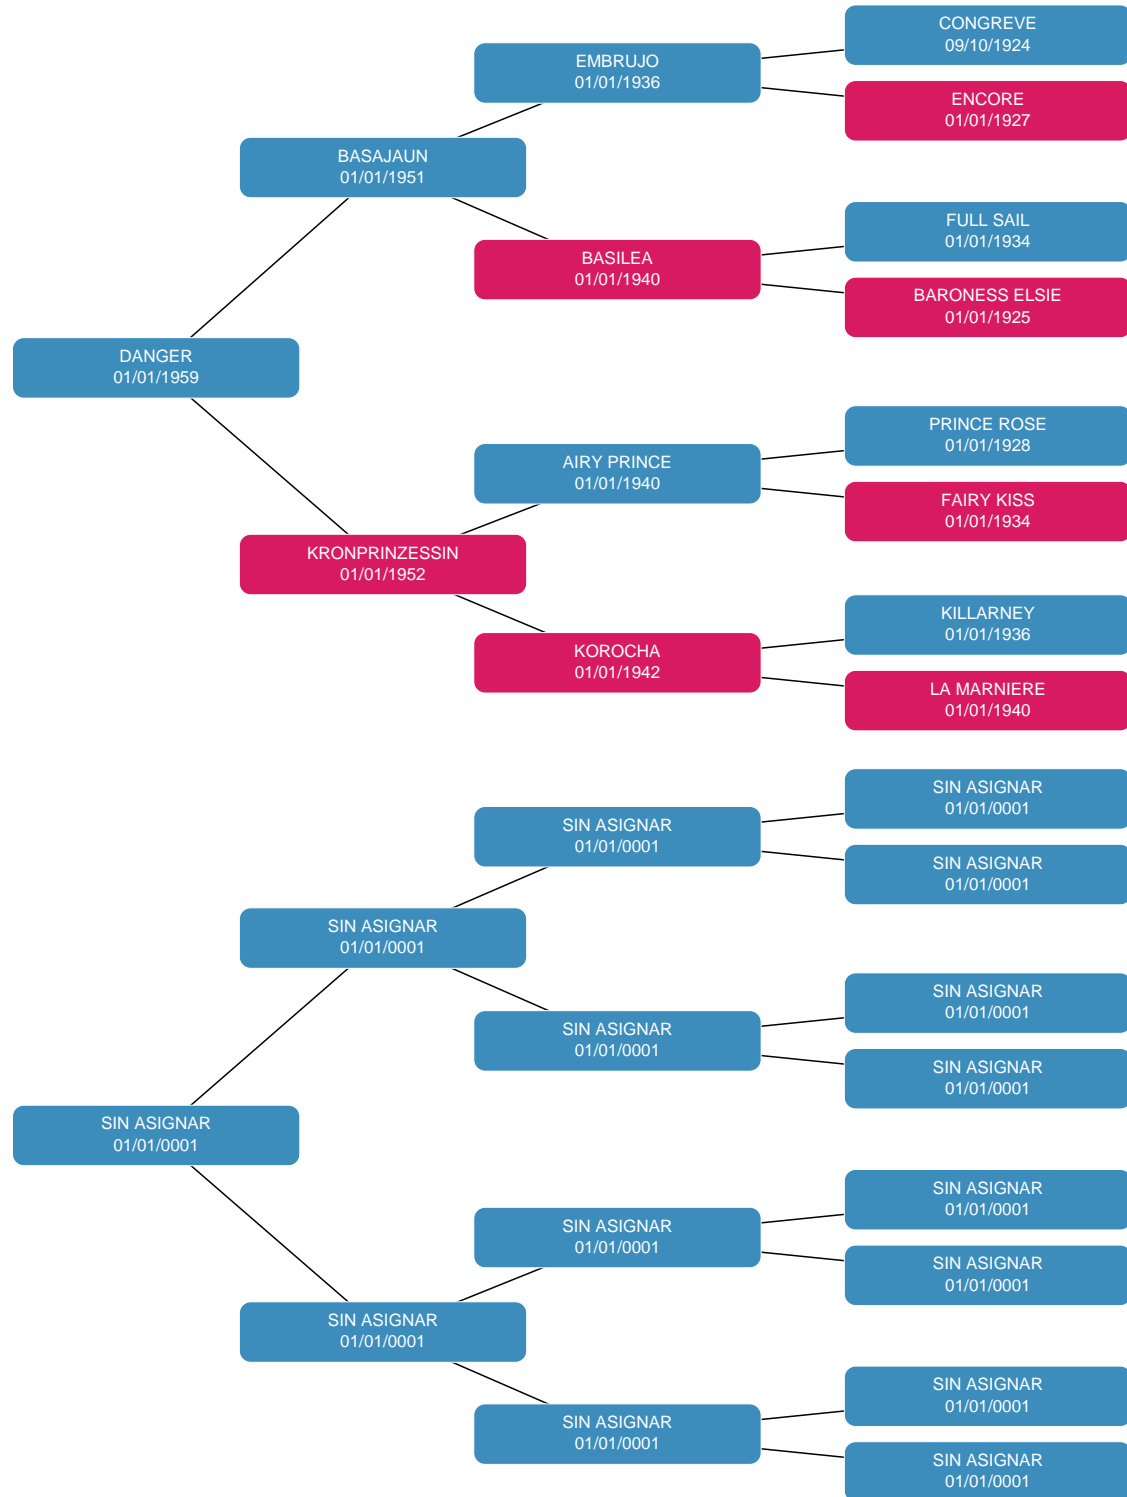 CONGREVE
09/10/1924
EMBRUJO
01/01/1936
ENCORE
01/01/1927
BASAJAUN
01/01/1951
FULL SAIL
01/01/1934
BASILEA
01/01/1940
BARONESS ELSIE
01/01/1925
DANGER
01/01/1959
PRINCE ROSE
01/01/1928
AIRY PRINCE
01/01/1940
FAIRY KISS
01/01/1934
KRONPRINZESSIN
01/01/1952
KILLARNEY
01/01/1936
KOROCHA
01/01/1942
LA MARNIERE
01/01/1940
SIN ASIGNAR
01/01/0001
SIN ASIGNAR
01/01/0001
SIN ASIGNAR
01/01/0001
SIN ASIGNAR
01/01/0001
SIN ASIGNAR
01/01/0001
SIN ASIGNAR
01/01/0001
SIN ASIGNAR
01/01/0001
SIN ASIGNAR
01/01/0001
SIN ASIGNAR
01/01/0001
SIN ASIGNAR
01/01/0001
SIN ASIGNAR
01/01/0001
SIN ASIGNAR
01/01/0001
SIN ASIGNAR
01/01/0001
SIN ASIGNAR
01/01/0001
SIN ASIGNAR
01/01/0001